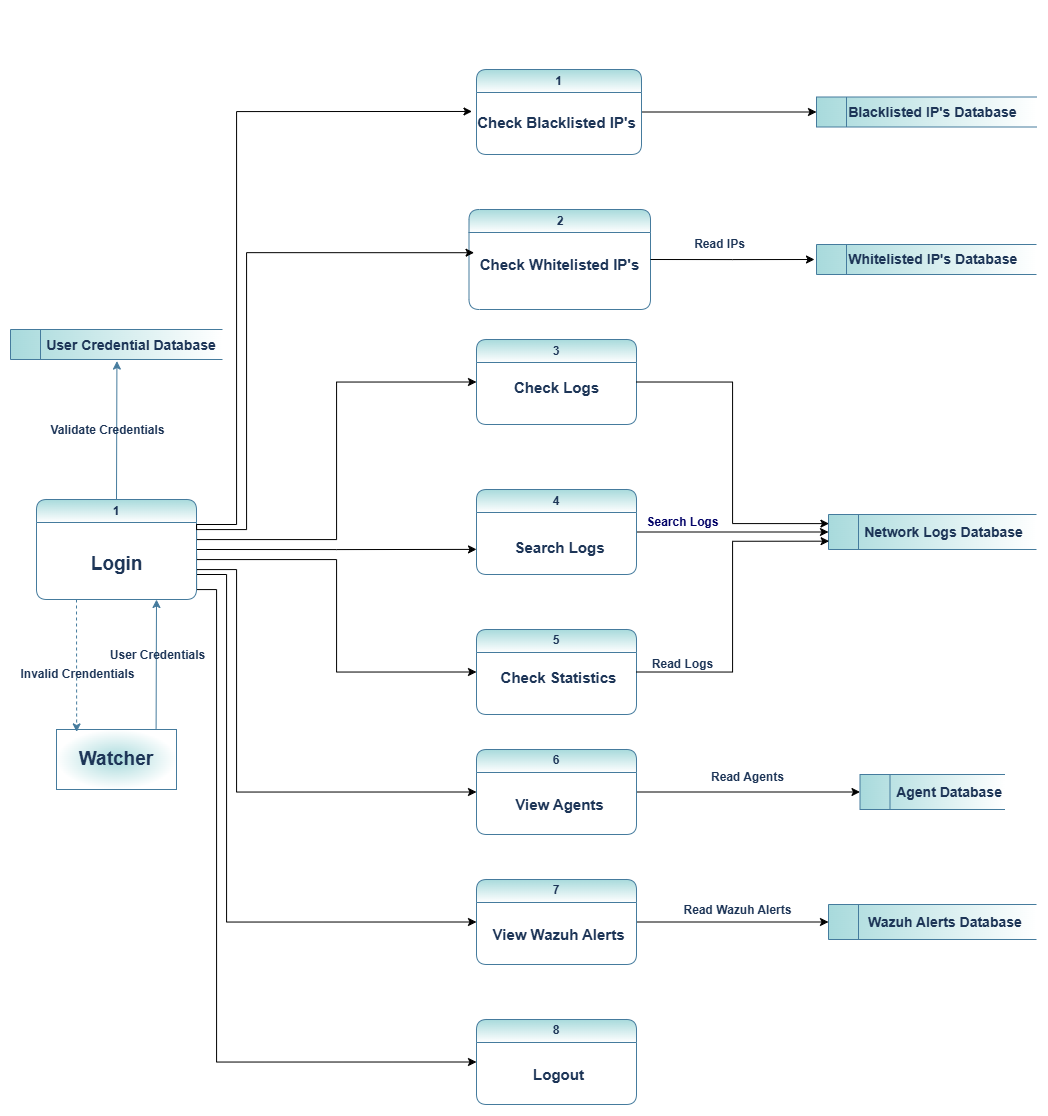 1
Check Blacklisted IP's
Blacklisted IP's Database
2
Check Whitelisted IP's
Read IPs
Whitelisted IP's Database
User Credential Database
3
Check Logs
Validate Credentials
4
Search Logs
Search Logs
Network Logs Database
1
Login
5
Check Statistics
Read Logs
User Credentials
Invalid Crendentials
Watcher
6
View Agents
Read Agents
Agent Database
7
View Wazuh Alerts
Read Wazuh Alerts
Wazuh Alerts Database
8
Logout